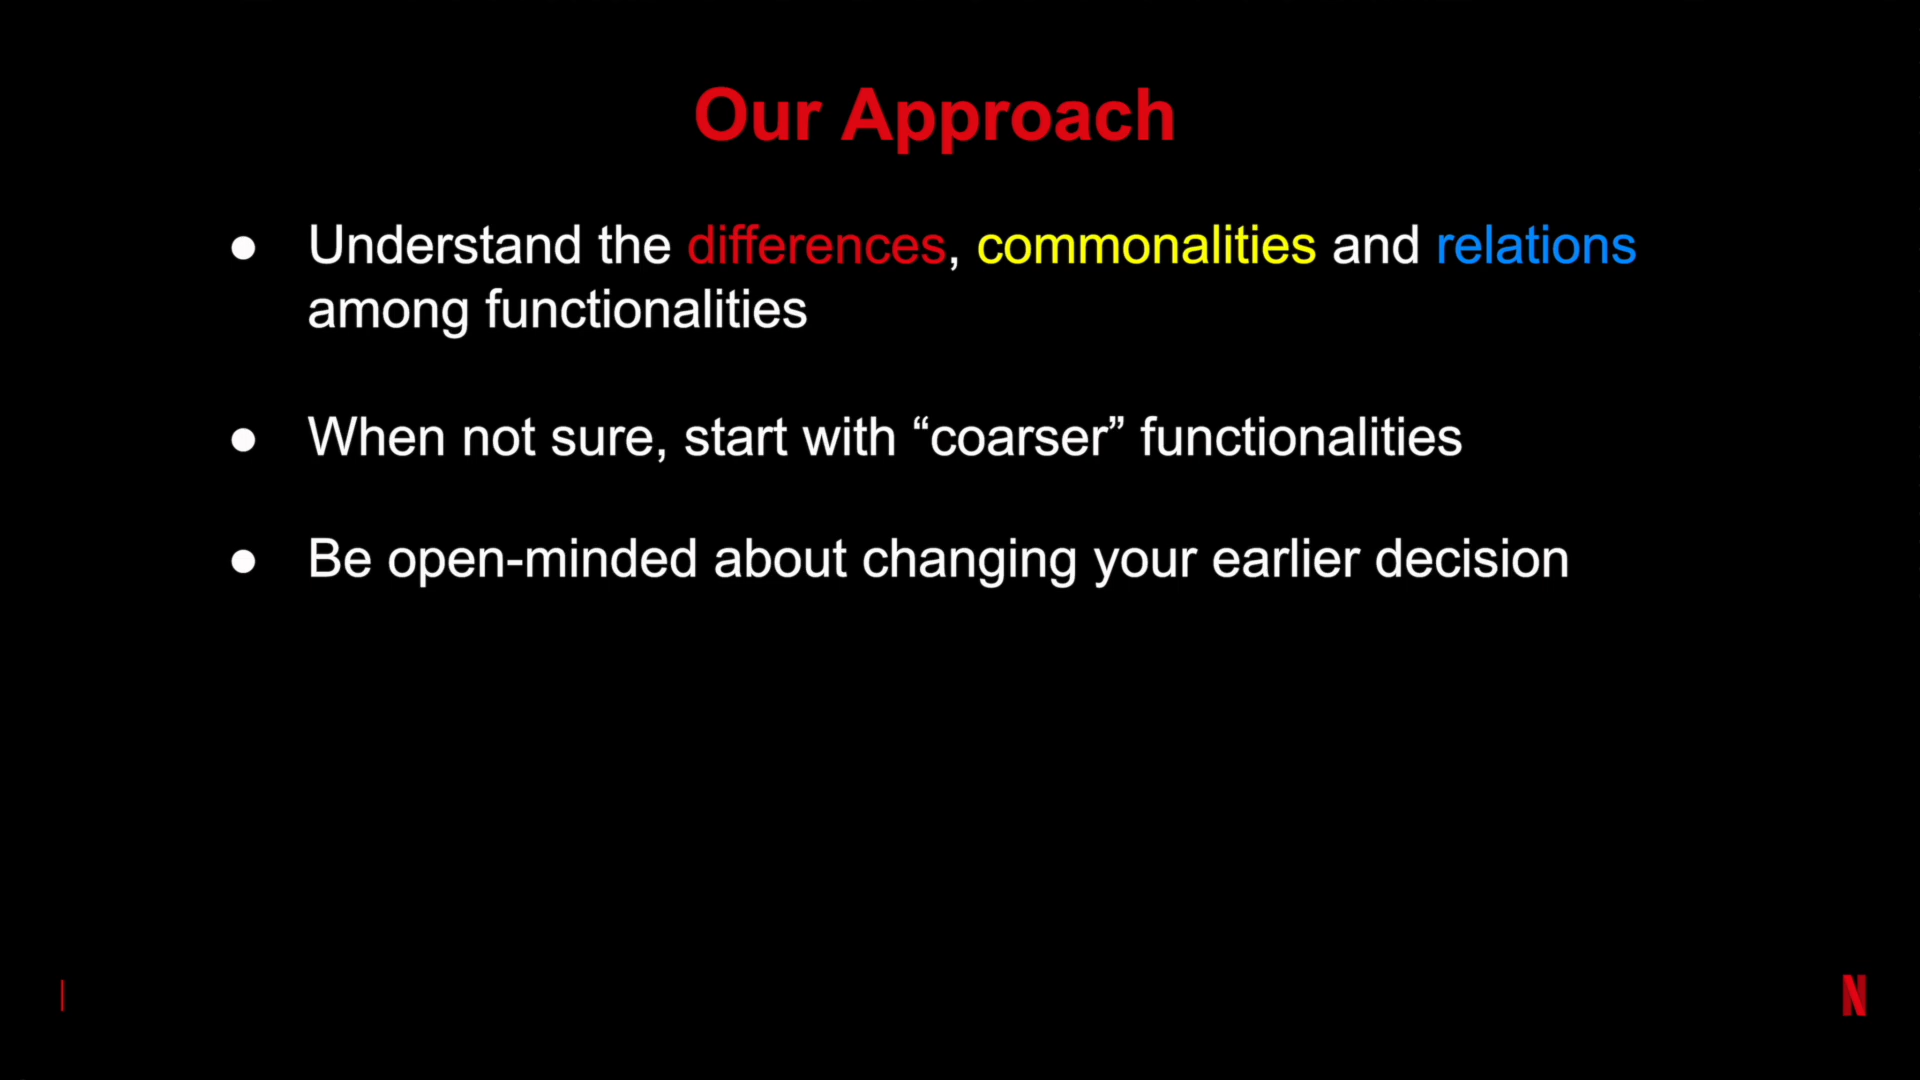 Our Approach
● Understand the differences, commonalities and relations
among functionalities
● When not sure, start with “coarser” functionalities
● Be open-minded about changing your earlier decision
N